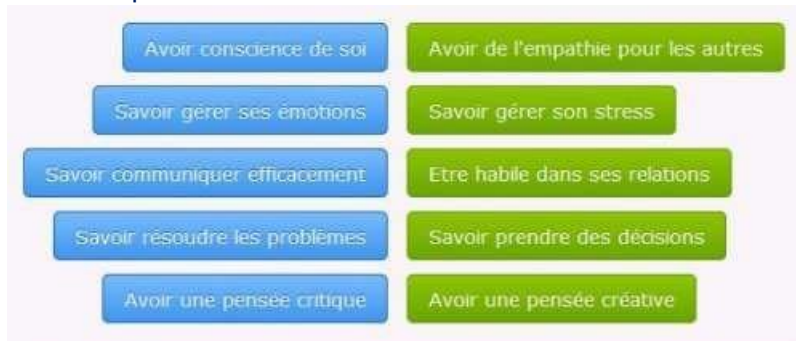 Avoir conscience de soi
Avoir de l'empathie pour les autres
Savoir gérer ses émotions
Savoir gérer son stress
Savoir communiquer efficacement
Etre habile dans ses relations
Savoir résoudre les problèmes
Savoir prendre des décisions
Avoir une pensée critique
Avoir une pensée créative